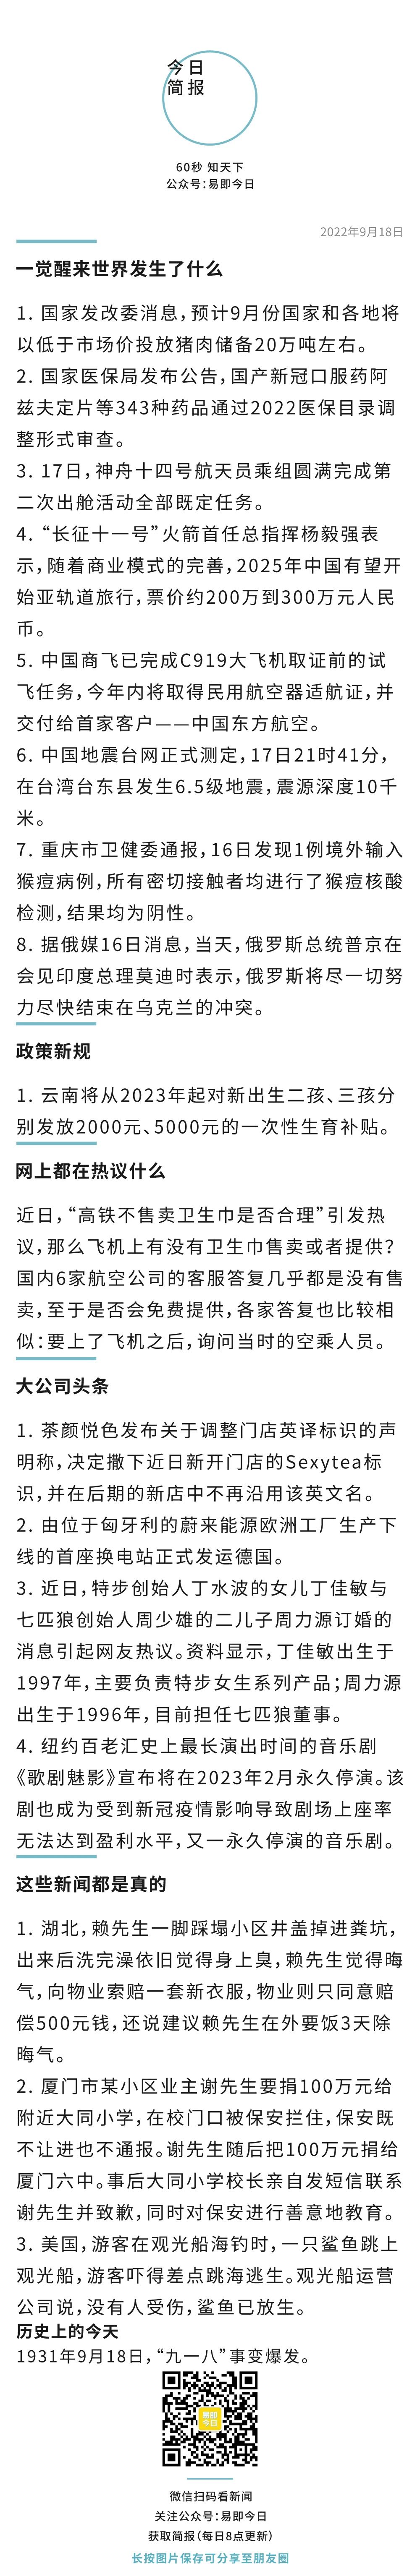 今日
简报
60秒 知天下
公众号：易即今日
2022年9月18日
一觉醒来世界发生了什么
1. 国家发改委消息，预计9月份国家和各地将
以低于市场价投放猪肉储备20万吨左右。
2. 国家医保局发布公告，国产新冠口服药阿
兹夫定片等343种药品通过2022医保目录调
整形式审查。
3. 17日，神舟十四号航天员乘组圆满完成第
二次出舱活动全部既定任务。
4. “长征十一号”火箭首任总指挥杨毅强表
示，随着商业模式的完善，2025年中国有望开
始亚轨道旅行，票价约200万到300万元人民
币。
5. 中国商飞已完成C919大飞机取证前的试
飞任务，今年内将取得民用航空器适航证，并
交付给首家客户——中国东方航空。
6. 中国地震台网正式测定，17日21时41分，
在台湾台东县发生6.5级地震，震源深度10千
米。
7. 重庆市卫健委通报，16日发现1例境外输入
猴痘病例，所有密切接触者均进行了猴痘核酸
检测，结果均为阴性。
8. 据俄媒16日消息，当天，俄罗斯总统普京在
会见印度总理莫迪时表示，俄罗斯将尽一切努
力尽快结束在乌克兰的冲突。
政策新规
1. 云南将从2023年起对新出生二孩、三孩分
别发放2000元、5000元的一次性生育补贴。
网上都在热议什么
近日，“高铁不售卖卫生巾是否合理”引发热
议，那么飞机上有没有卫生巾售卖或者提供？
国内6家航空公司的客服答复几乎都是没有售
卖，至于是否会免费提供，各家答复也比较相
似：要上了飞机之后，询问当时的空乘人员。
大公司头条
1. 茶颜悦色发布关于调整门店英译标识的声
明称，决定撤下近日新开门店的Sexytea标
识，并在后期的新店中不再沿用该英文名。
2. 由位于匈牙利的蔚来能源欧洲工厂生产下
线的首座换电站正式发运德国。
3. 近日，特步创始人丁水波的女儿丁佳敏与
七匹狼创始人周少雄的二儿子周力源订婚的
消息引起网友热议。资料显示，丁佳敏出生于
1997年，主要负责特步女生系列产品；周力源
出生于1996年，目前担任七匹狼董事。
4. 纽约百老汇史上最长演出时间的音乐剧
《歌剧魅影》宣布将在2023年2月永久停演。该
剧也成为受到新冠疫情影响导致剧场上座率
无法达到盈利水平，又一永久停演的音乐剧。
这些新闻都是真的
1. 湖北，赖先生一脚踩塌小区井盖掉进粪坑，
出来后洗完澡依旧觉得身上臭，赖先生觉得晦
气，向物业索赔一套新衣服，物业则只同意赔
偿500元钱，还说建议赖先生在外要饭3天除
晦气。
2. 厦门市某小区业主谢先生要捐100万元给
附近大同小学，在校门口被保安拦住，保安既
不让进也不通报。谢先生随后把100万元捐给
厦门六中。事后大同小学校长亲自发短信联系
谢先生并致歉，同时对保安进行善意地教育。
3. 美国，游客在观光船海钓时，一只鲨鱼跳上
观光船，游客吓得差点跳海逃生。观光船运营
公司说，没有人受伤，鲨鱼已放生。
历史上的今天
1931年9月18日，“九一八”事变爆发。
易即
今日
微信扫码看新闻
关注公众号：易即今日
获取简报（每日8点更新）
长按图片保存可分享至朋友圈